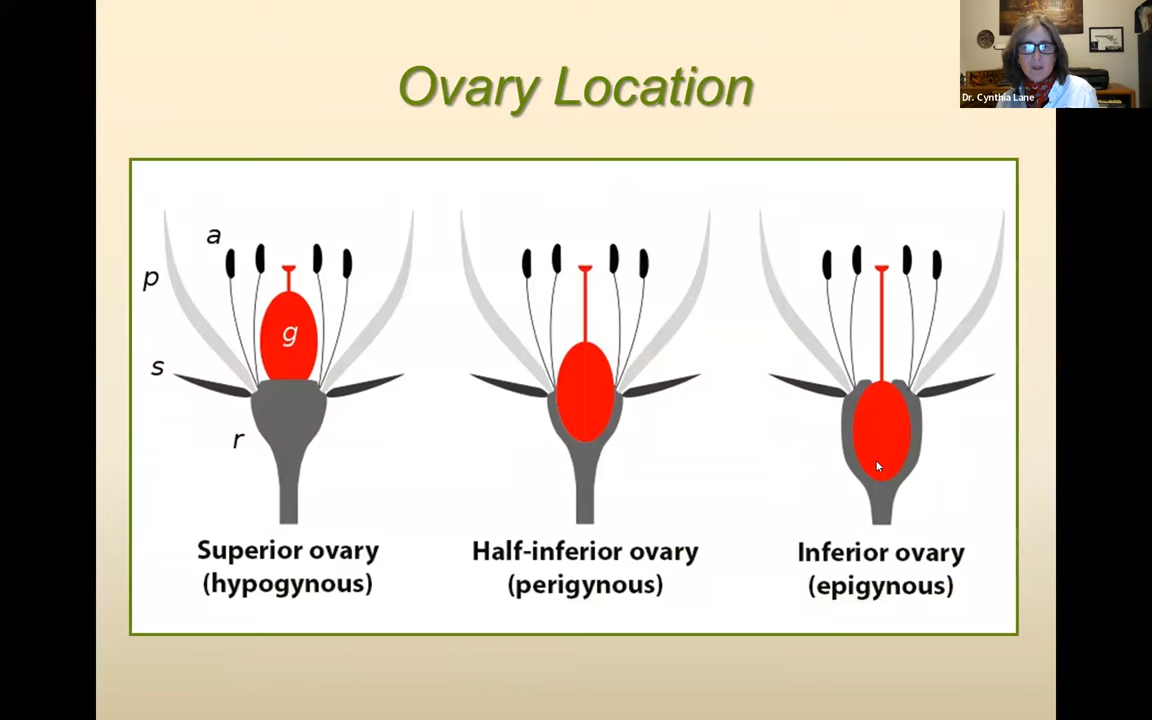 Ovary Location
Dr. Cynthia Lane
a
p
g
s
r
Superior ovary
(hypogynous)
Half-inferior ovary
(perigynous)
Inferior ovary
(epigynous)